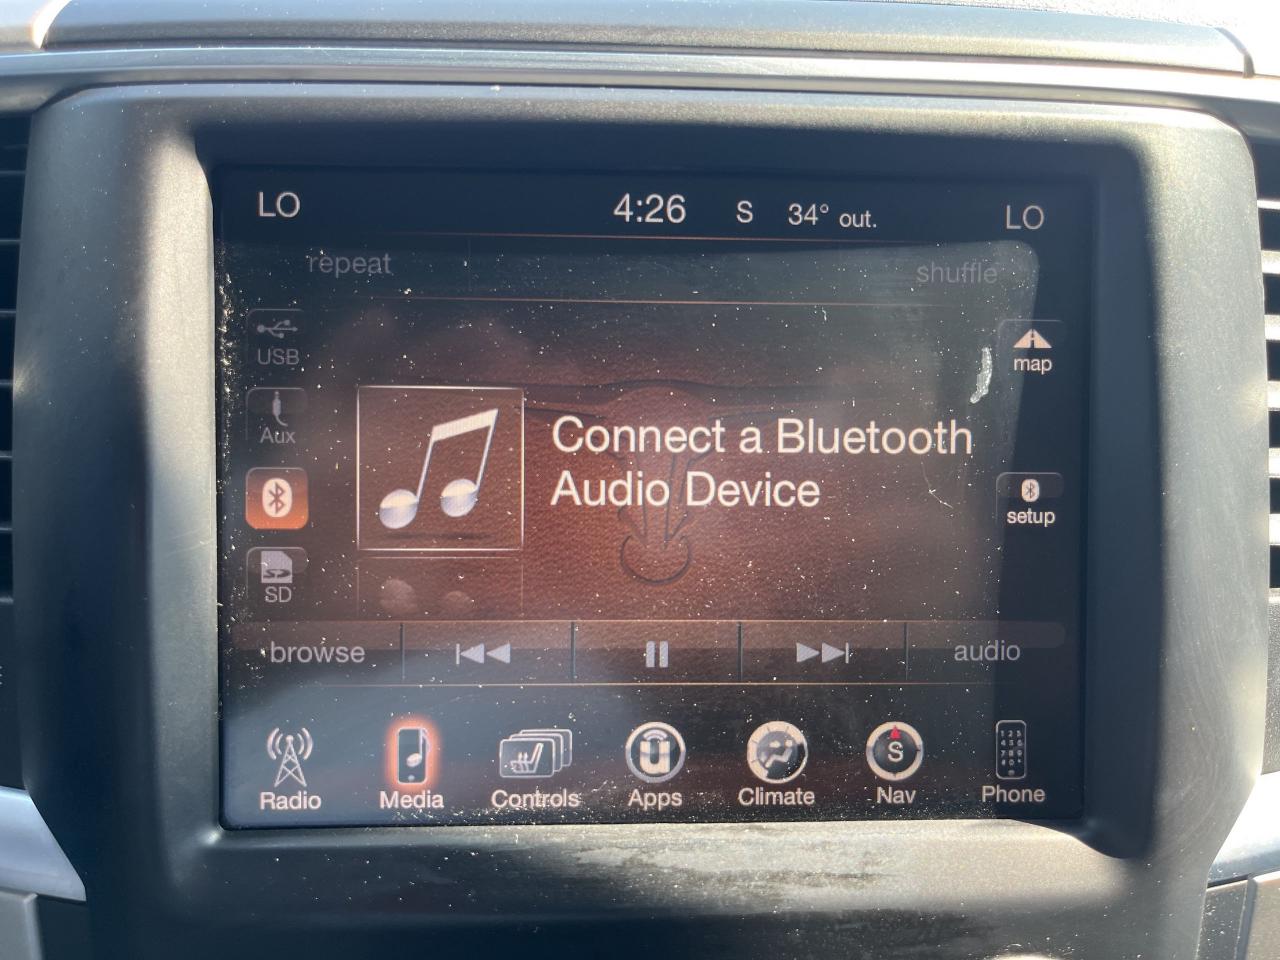 LO 4:26 S 34° out. LO
repeat shuffle
USB
map
Aux
Connect a Bluetooth
Audio Device
setup
SD
browse audio
S
Radio Media Controls Apps Climate Nav Phone